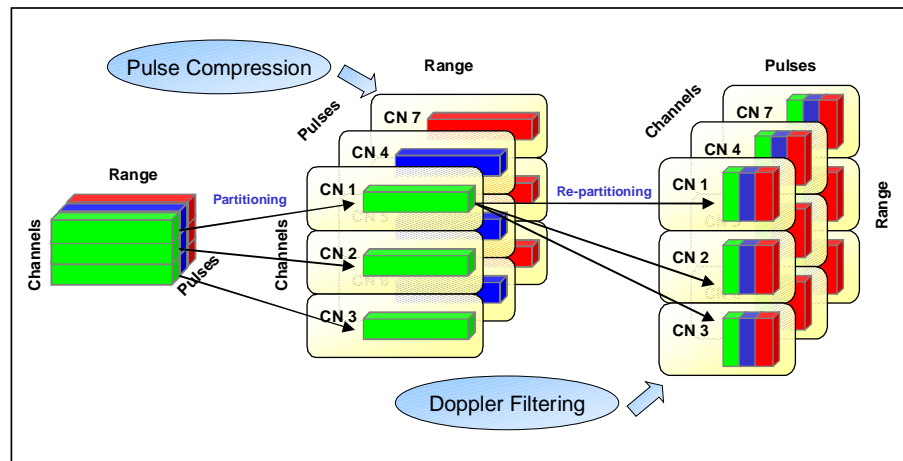 Pulse Compression
Range
Pulses
Pulses
Channels
CN 7
CN 7
CN 4
CN 4
CN 1
CN 1
Range
Partitioning
Re-partitioning
Channels
Pulses
Channels
Range
CN 2
CN 2
CN 3
CN 3
Doppler Filtering